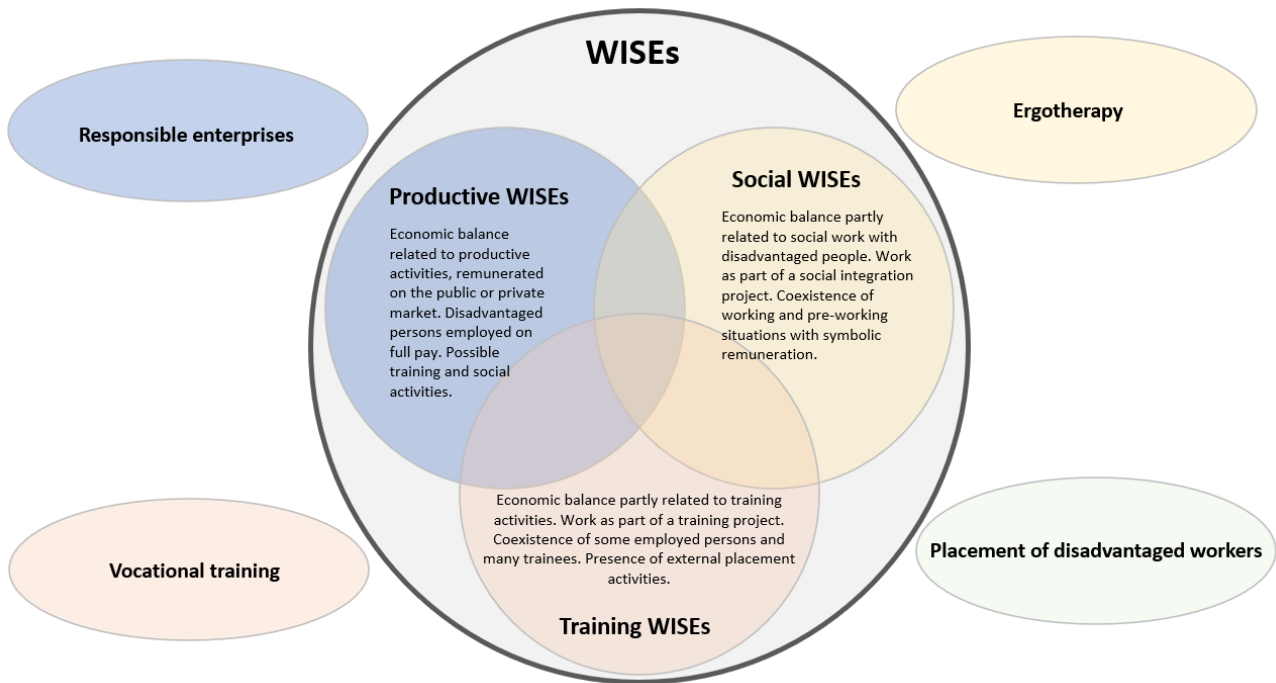 WISEs
Responsible enterprises
Ergotherapy
Productive WISEs
Economic balance
related to productive
activities, remunerated
on the public or private
market. Disadvantaged
persons employed on
full pay. Possible
training and social
activities.
Social WISEs
Economic balance partly
related to social work with
disadvantaged people. Work
as part of a social integration
project. Coexistence of
working and pre-working
situations with symbolic
remuneration.
Economic balance partly related to training
activities. Work as part of a training project.
Coexistence of some employed persons and
many trainees. Presence of external placement
activities.
Training WISEs
Vocational training
Placement of disadvantaged workers